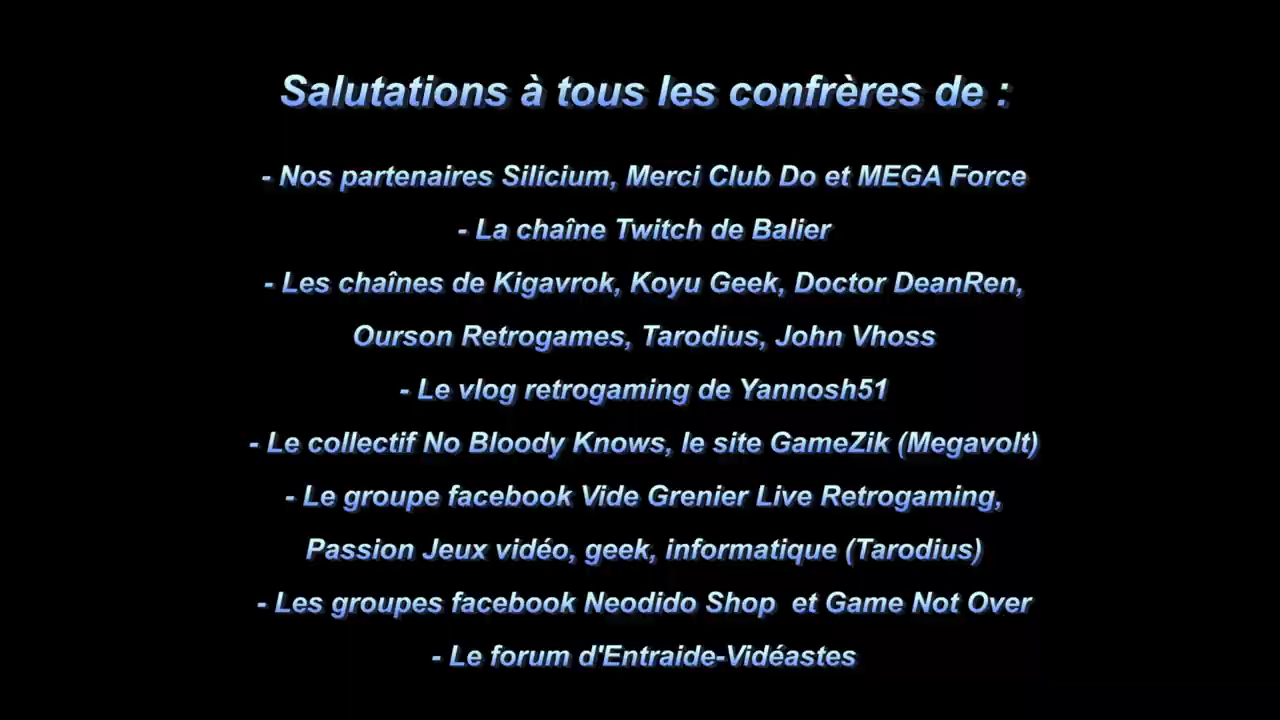 Salutations à tous les confrères de :
- Nos partenaires Silicium, Merci Club Do et MEGA Force
- La chaîne Twitch de Balier
- Les chaînes de Kigavrok, Koyu Geek, Doctor DeanRen,
Ourson Retrogames, Tarodius, John Vhoss
- Le vlog retrogaming de Yannosh51
- Le collectif No Bloody Knows, le site GameZik (Megavolt)
- Le groupe facebook Vide Grenier Live Retrogaming,
Passion Jeux vidéo, geek, informatique (Tarodius)
- Les groupes facebook Neodido Shop  et Game Not Over
- Le forum d'Entraide-Vidéastes